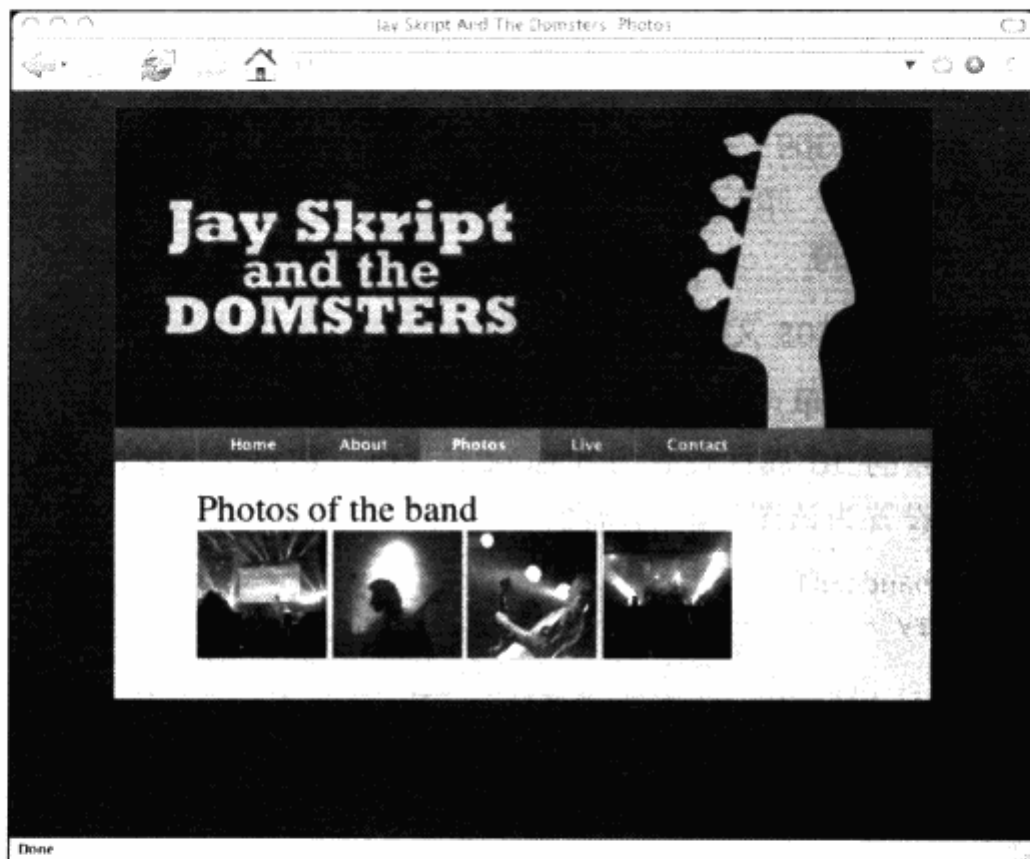 Jay Skript And The Domsters: Photos
Jay Skript
and the
DOMSTERS
Home
About
Photos
Live
Contact
Photos of the band
Done